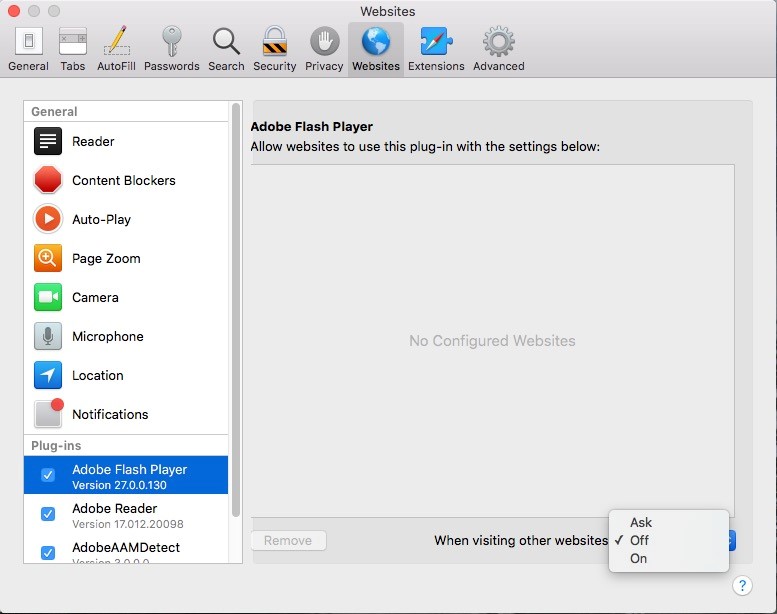 Websites
General Tabs AutoFill Passwords Search Security Privacy Websites Extensions Advanced
General
Reader
Content Blockers
Auto-Play
Page Zoom
Camera
Microphone
Location
Notifications
Plug-ins
Adobe Flash Player
Version 27.0.0.130
Adobe Reader
Version 17.012.20098
AdobeAAMDetect
Version 3.0.0.0
Adobe Flash Player
Allow websites to use this plug-in with the settings below:
No Configured Websites
Remove
When visiting other websites
Ask
✓ Off
On
?